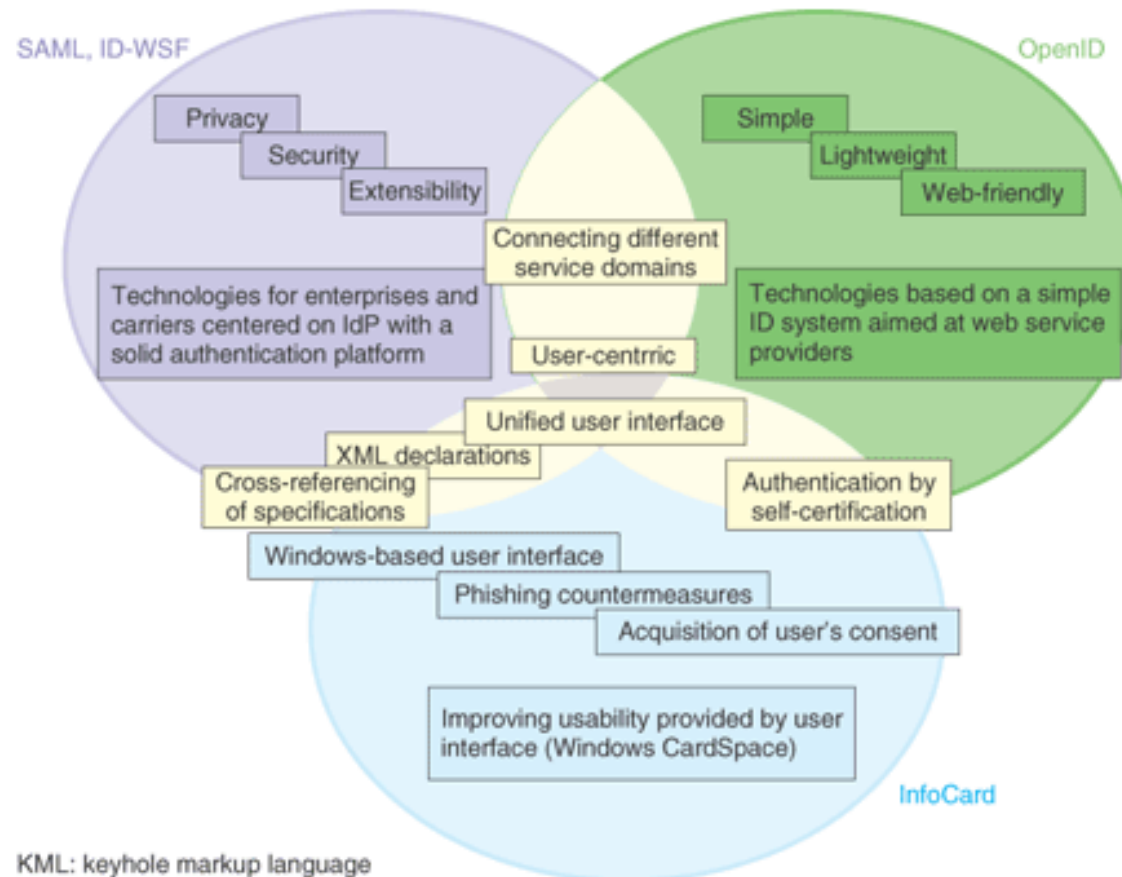 SAML, ID-WSF
OpenID
Privacy
Security
Extensibility
Simple
Lightweight
Web-friendly
Connecting different
service domains
Technologies for enterprises and
carriers centered on IdP with a
solid authentication platform
Technologies based on a simple
ID system aimed at web service
providers
User-centrric
Unified user interface
XML declarations
Cross-referencing
of specifications
Authentication by
self-certification
Windows-based user interface
Phishing countermeasures
Acquisition of user's consent
Improving usability provided by user
interface (Windows CardSpace)
InfoCard
KML: keyhole markup language